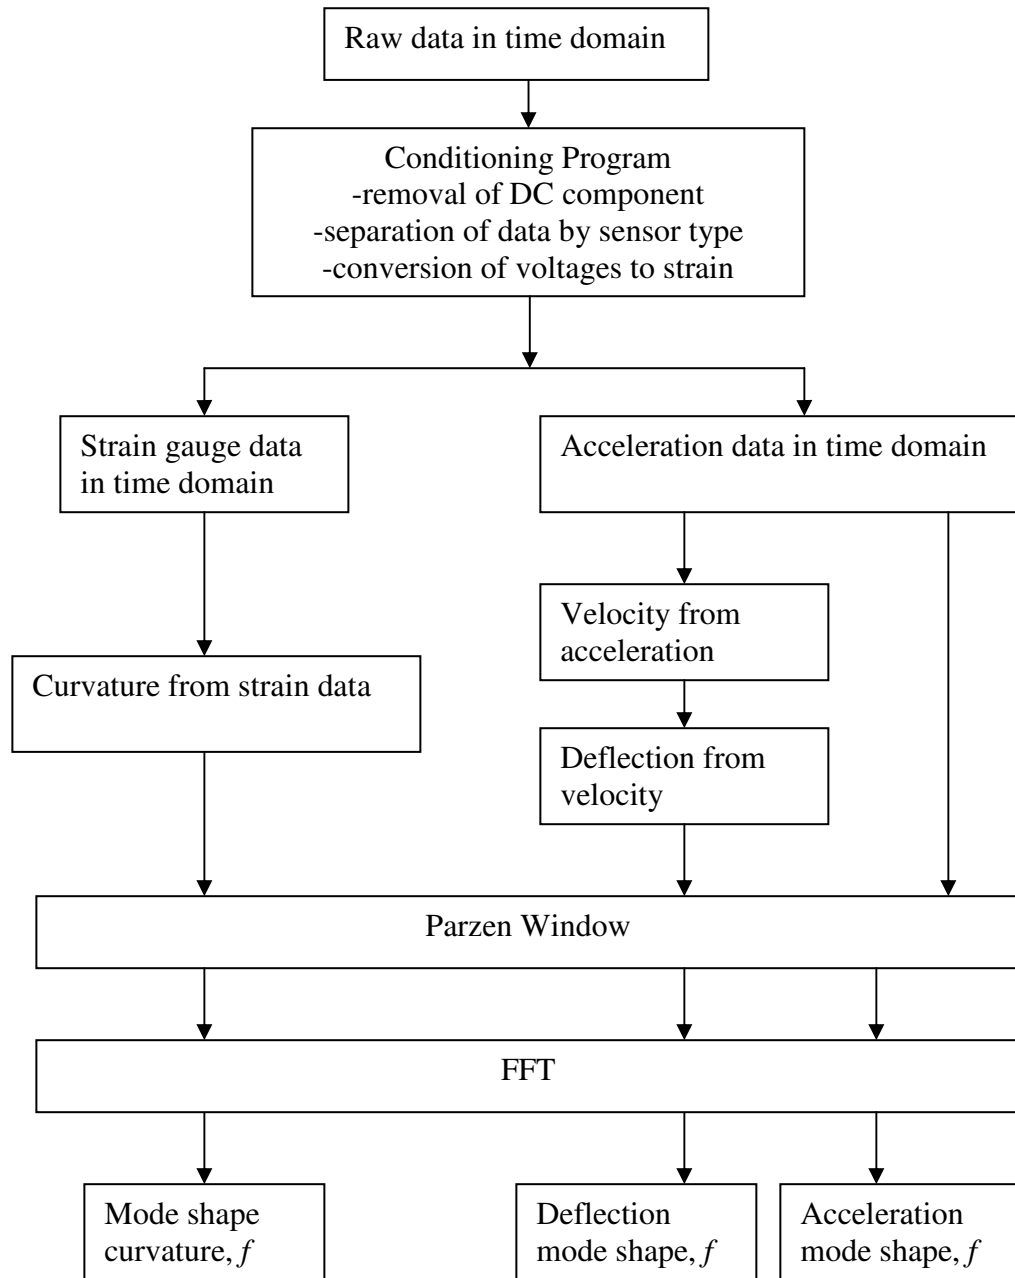 Raw data in time domain
Conditioning Program
-removal of DC component
-separation of data by sensor type
-conversion of voltages to strain
Strain gauge data
in time domain
Acceleration data in time domain
Velocity from
acceleration
Curvature from strain data
Deflection from
velocity
Parzen Window
FFT
Mode shape
curvature, f
Deflection
mode shape, f
Acceleration
mode shape, f